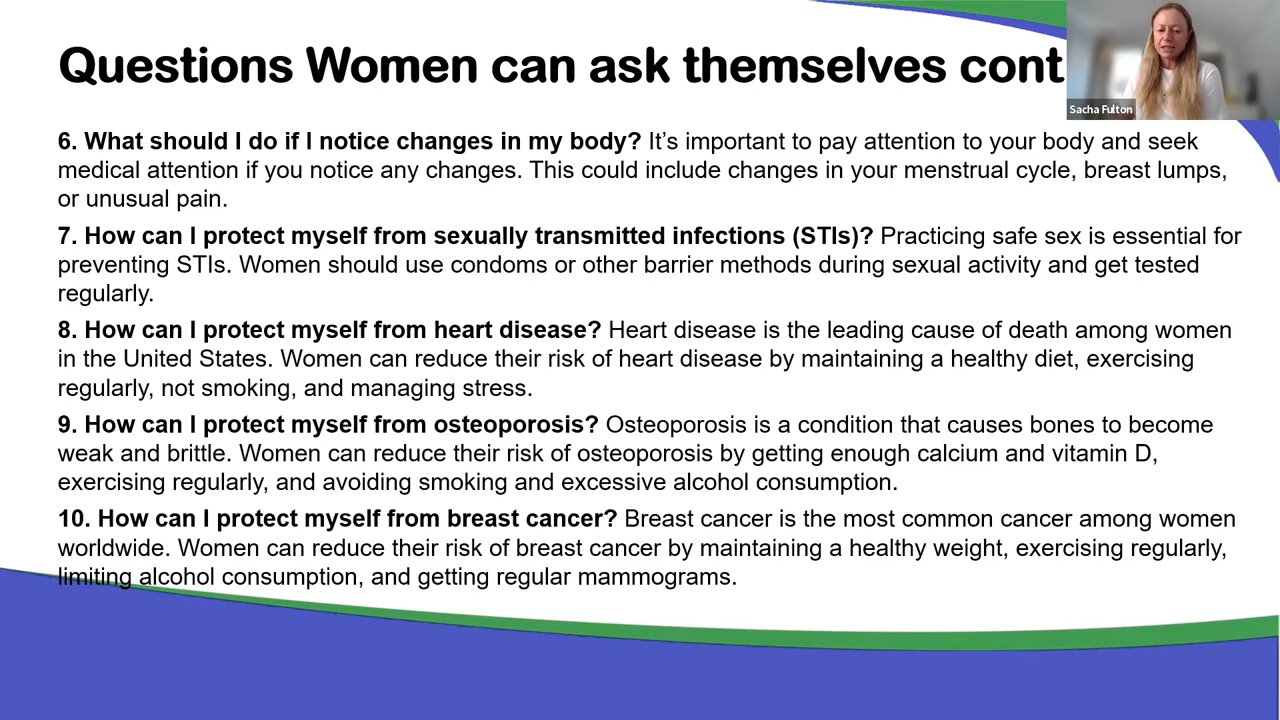 Questions Women can ask themselves cont
Sacha Fulton
6. What should I do if I notice changes in my body? It’s important to pay attention to your body and seek
medical attention if you notice any changes. This could include changes in your menstrual cycle, breast lumps,
or unusual pain.
7. How can I protect myself from sexually transmitted infections (STIs)? Practicing safe sex is essential for
preventing STIs. Women should use condoms or other barrier methods during sexual activity and get tested
regularly.
8. How can I protect myself from heart disease? Heart disease is the leading cause of death among women
in the United States. Women can reduce their risk of heart disease by maintaining a healthy diet, exercising
regularly, not smoking, and managing stress.
9. How can I protect myself from osteoporosis? Osteoporosis is a condition that causes bones to become
weak and brittle. Women can reduce their risk of osteoporosis by getting enough calcium and vitamin D,
exercising regularly, and avoiding smoking and excessive alcohol consumption.
10. How can I protect myself from breast cancer? Breast cancer is the most common cancer among women
worldwide. Women can reduce their risk of breast cancer by maintaining a healthy weight, exercising regularly,
limiting alcohol consumption, and getting regular mammograms.